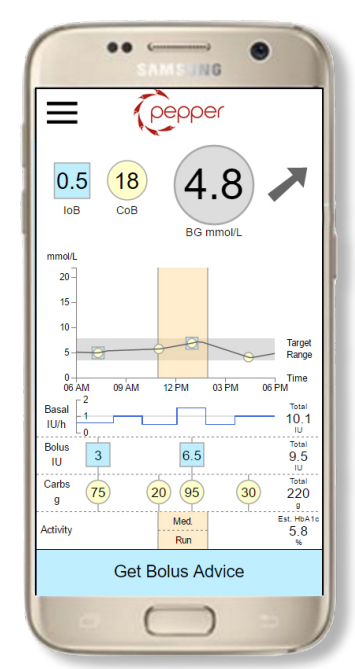 SAMSUNG
pepper
0.5
18
4.8
IoB
CoB
BG mmol/L
mmol/L
20
15
10
5
0
Target
Range
Time
06 AM
09 AM
12 PM
03 PM
06 PM
Basal
IU/h
2
1
0
Total
10.1
IU
Bolus
IU
3
6.5
Total
9.5
IU
Carbs
g
75
20
95
30
Total
220
g
Activity
Med.
Run
Est. HbA1c
5.8
%
Get Bolus Advice